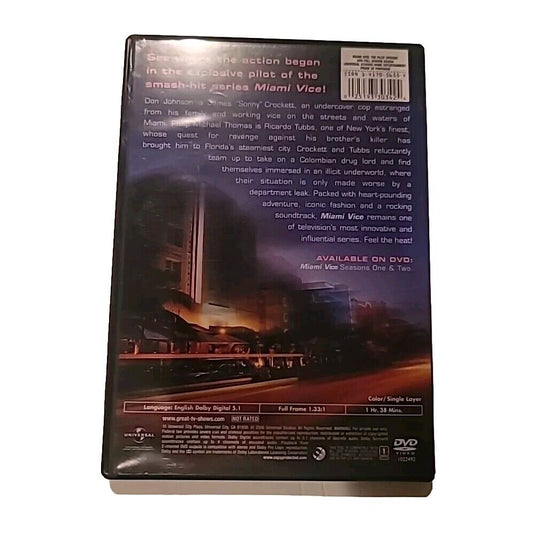 See where the action began
in the explosive pilot of the
smash-hit series Miami Vice!
Don Johnson is James "Sonny" Crockett, an undercover cop estranged
from his family and working vice on the streets and waters of
Miami. Philip Michael Thomas is Ricardo Tubbs, one of New York's finest,
whose quest for revenge against his brother's killer has
brought him to Florida's steamiest city. Crockett and Tubbs reluctantly
team up to take on a Colombian drug lord and find
themselves immersed in an illicit underworld, where
their situation is only made worse by a
department leak. Packed with heart-pounding
adventure, iconic fashion and a rocking
soundtrack, Miami Vice remains one
of television's most innovative and
influential series. Feel the heat!
AVAILABLE ON DVD:
Miami Vice Seasons One & Two.
Color/Single Layer
Language: English Dolby Digital 5.1
Full Frame 1.33:1
1 Hr. 38 Mins.
www.great-tv-shows.com
NOT RATED
UNIVERSAL
DVD
VIDEO
1022492
www.copyprotected.com